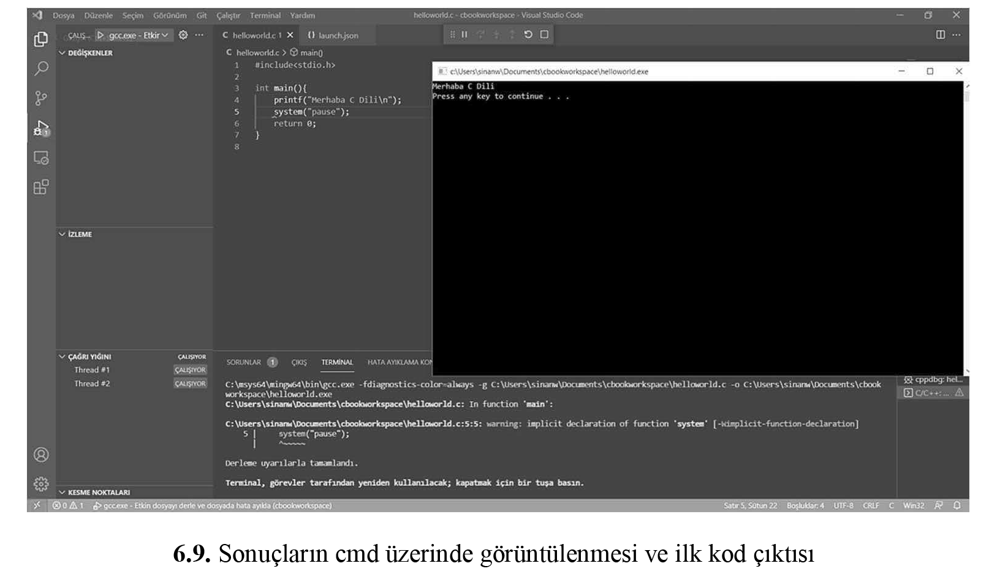 Dosya Düzenle Seçim Görünüm Git Çalıştır Terminal Yardım
helloworld.c - cbookworkspace - Visual Studio Code
ÇALIŞ... gcc.exe - Etkir
C helloworld.c 1
{} launch.json
DEĞİŞKENLER
C helloworld.c > main()
1 #include<stdio.h>
2
3 int main(){
4 printf("Merhaba C Dili\n");
5 system("pause");
6 return 0;
7 }
8
c:\Users\sinanw\Documents\cbookworkspace\helloworld.exe
Merhaba C Dili
Press any key to continue . . .
İZLEME
ÇAĞRI YIĞINI ÇALIŞIYOR
Thread #1 ÇALIŞIYOR
Thread #2 ÇALIŞIYOR
KESME NOKTALARI
SORUNLAR 1 ÇIKIŞ TERMİNAL HATA AYIKLAMA KON
C:\msys64\mingw64\bin\gcc.exe -fdiagnostics-color=always -g C:\Users\sinanw\Documents\cbookworkspace\helloworld.c -o C:\Users\sinanw\Documents\cbook
workspace\helloworld.exe
C:\Users\sinanw\Documents\cbookworkspace\helloworld.c: In function 'main':
C:\Users\sinanw\Documents\cbookworkspace\helloworld.c:5:5: warning: implicit declaration of function 'system' [-Wimplicit-function-declaration]
5 | system("pause");
| ^~~~~~
Derleme uyarılarla tamamlandı.
Terminal, görevler tarafından yeniden kullanılacak; kapatmak için bir tuşa basın.
cppdbg: hel...
C/C++: ...
0 1 gcc.exe - Etkin dosyayı derle ve dosyada hata ayıkla (cbookworkspace)
Satır 5, Sütun 22 Boşluklar: 4 UTF-8 CRLF C Win32
6.9. Sonuçların cmd üzerinde görüntülenmesi ve ilk kod çıktısı